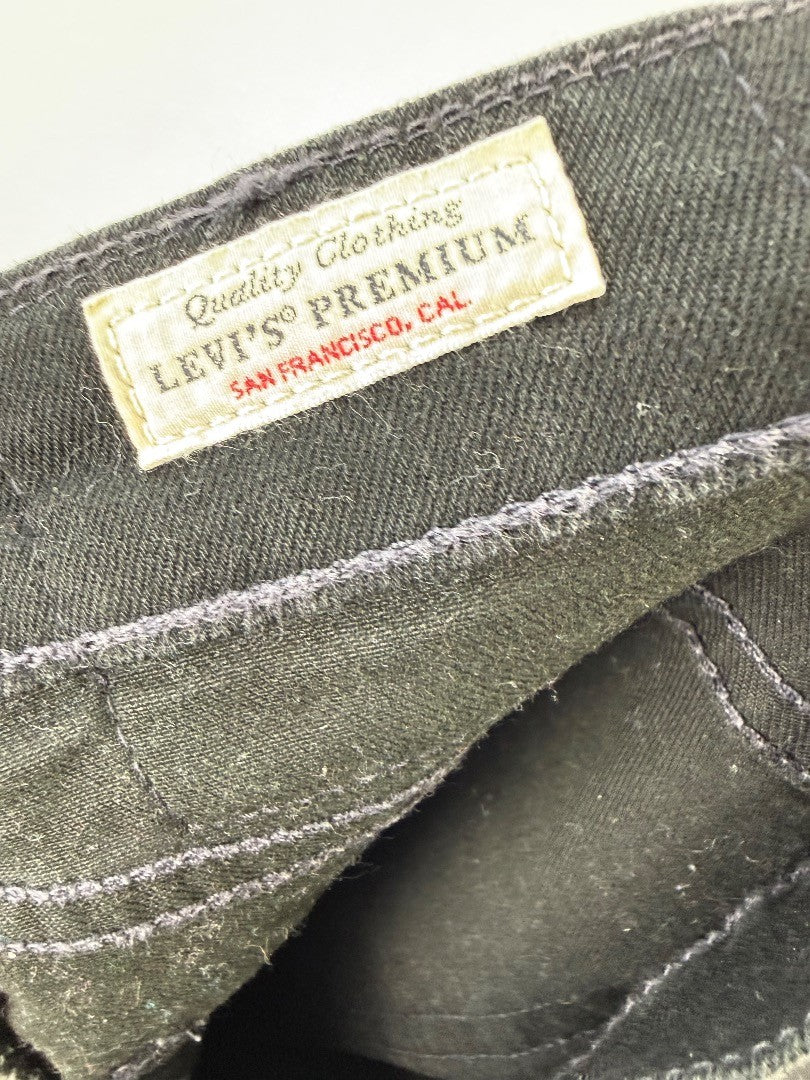 Quality Clothing
LEVI'S® PREMIUM
SAN FRANCISCO, CAL.